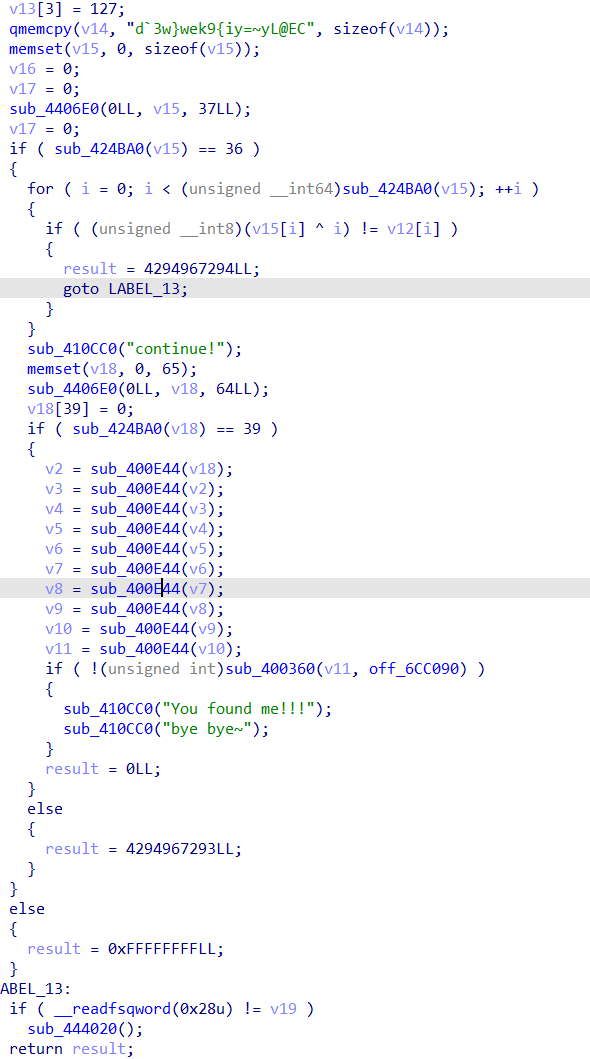 v13[3] = 127;
qmemcpy(v14, "d`3w}wek9{iy=~yL@EC", sizeof(v14));
memset(v15, 0, sizeof(v15));
v16 = 0;
v17 = 0;
sub_4406E0(0LL, v15, 37LL);
v17 = 0;
if ( sub_424BA0(v15) == 36 )
{
for ( i = 0; i < (unsigned __int64)sub_424BA0(v15); ++i )
{
if ( (unsigned __int8)(v15[i] ^ i) != v12[i] )
{
result = 4294967294LL;
goto LABEL_13;
}
}
sub_410CC0("continue!");
memset(v18, 0, 65);
sub_4406E0(0LL, v18, 64LL);
v18[39] = 0;
if ( sub_424BA0(v18) == 39 )
{
v2 = sub_400E44(v18);
v3 = sub_400E44(v2);
v4 = sub_400E44(v3);
v5 = sub_400E44(v4);
v6 = sub_400E44(v5);
v7 = sub_400E44(v6);
v8 = sub_400E44(v7);
v9 = sub_400E44(v8);
v10 = sub_400E44(v9);
v11 = sub_400E44(v10);
if ( !(unsigned int)sub_400360(v11, off_6CC090) )
{
sub_410CC0("You found me!!!");
sub_410CC0("bye bye~");
}
result = 0LL;
}
else
{
result = 4294967293LL;
}
}
else
{
result = 0xFFFFFFFFLL;
}
ABEL_13:
if ( __readfsqword(0x28u) != v19 )
sub_444020();
return result;